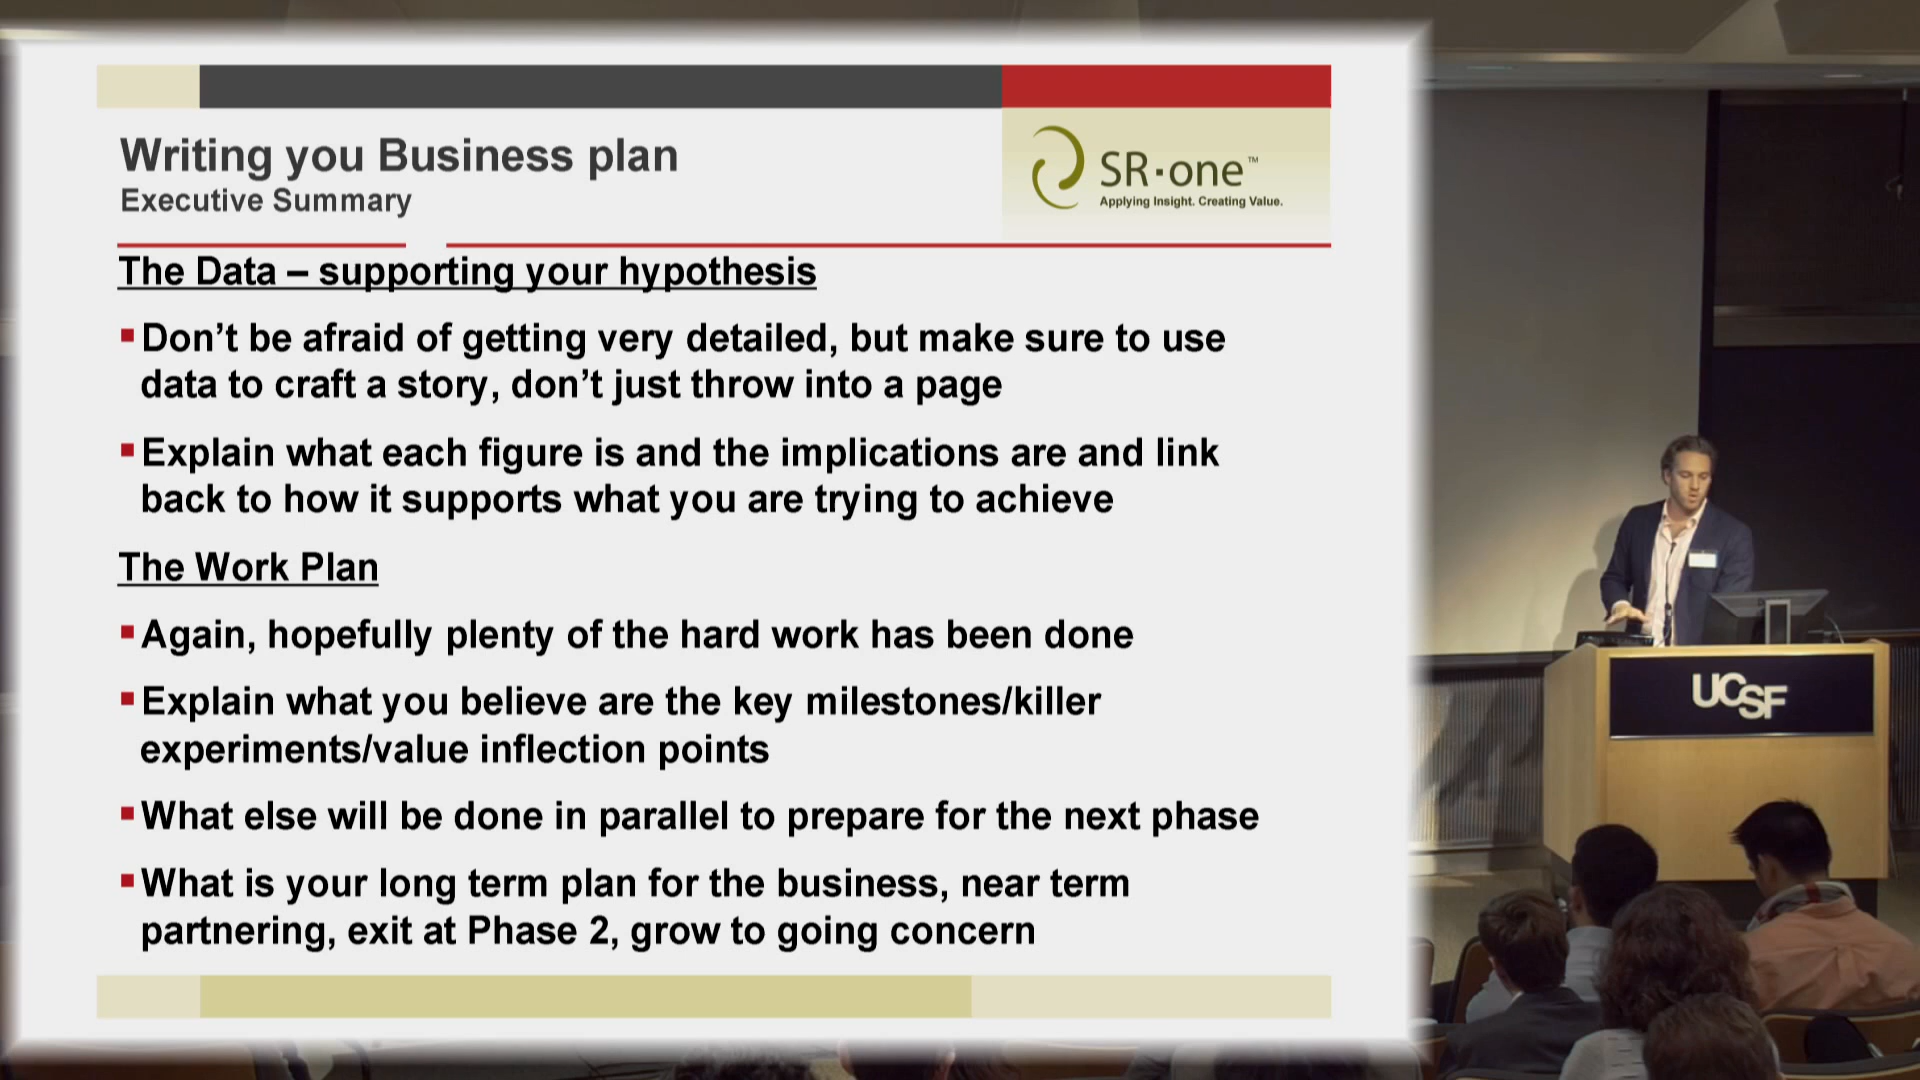 Writing you Business plan
Executive Summary
SR·one™
Applying Insight. Creating Value.
The Data – supporting your hypothesis
▪Don’t be afraid of getting very detailed, but make sure to use
data to craft a story, don’t just throw into a page
▪Explain what each figure is and the implications are and link
back to how it supports what you are trying to achieve
The Work Plan
▪Again, hopefully plenty of the hard work has been done
▪Explain what you believe are the key milestones/killer
experiments/value inflection points
▪What else will be done in parallel to prepare for the next phase
▪What is your long term plan for the business, near term
partnering, exit at Phase 2, grow to going concern
UCSF